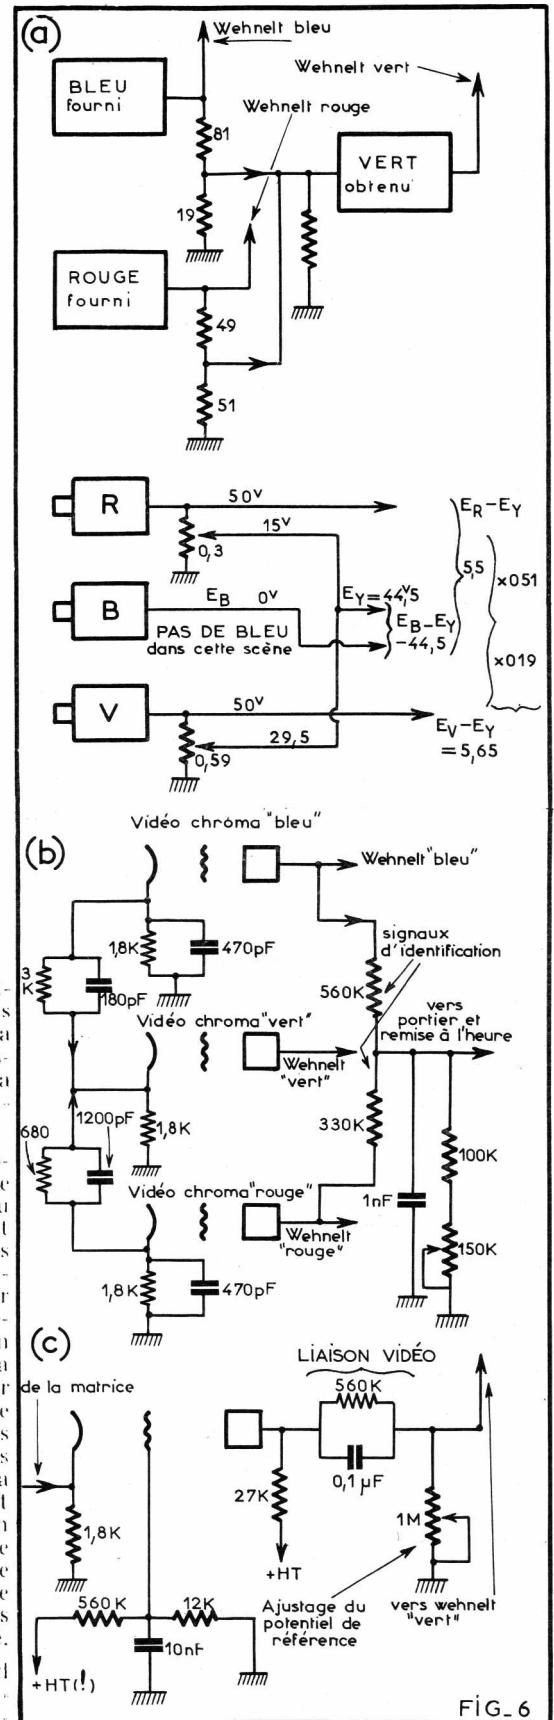 (a)
Wehnelt bleu
Wehnelt vert
BLEU
fourni
Wehnelt rouge
81
VERT
obtenu
19
ROUGE
fourni
49
51
R
50v
ER-EY
15v
0,3
5,5
x051
B
EB 0v
EY=44,5v
EB-EY
-44,5
PAS DE BLEU
dans cette scène
x019
V
50v
EV-EY
=5,65
29,5
0,59
(b)
Vidéo chroma "bleu"
Wehnelt "bleu"
1,8K
470pF
signaux
d'identification
3
K
180pF
560K
Vidéo chroma "vert"
vers
portier et
remise à l'heure
Wehnelt
"vert"
680
1200pF
1,8K
330K
100K
Vidéo chroma "rouge"
1nF
Wehnelt
"rouge"
150K
1,8K
470pF
(c)
LIAISON VIDÉO
de la matrice
560K
0,1µF
27K
1,8K
1M
+HT
560K
12K
Ajustage du
potentiel de
référence
vers wehnelt
"vert"
10nF
+HT(!)
FIG_6